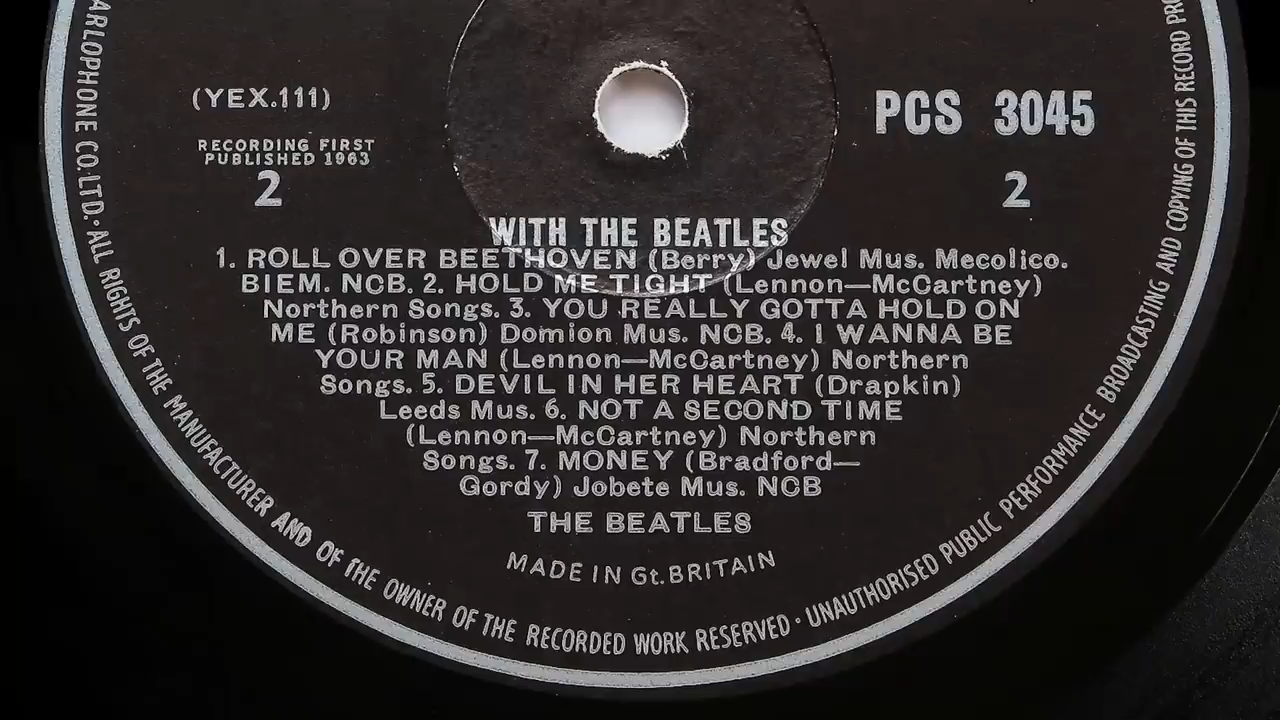 (YEX.111)
PCS 3045
RECORDING FIRST
PUBLISHED 1963
2
2
WITH THE BEATLES
1. ROLL OVER BEETHOVEN (Berry) Jewel Mus. Mecolico.
BIEM. NCB. 2. HOLD ME TIGHT (Lennon—McCartney)
Northern Songs. 3. YOU REALLY GOTTA HOLD ON
ME (Robinson) Domion Mus. NCB. 4. I WANNA BE
YOUR MAN (Lennon—McCartney) Northern
Songs. 5. DEVIL IN HER HEART (Drapkin)
Leeds Mus. 6. NOT A SECOND TIME
(Lennon—McCartney) Northern
Songs. 7. MONEY (Bradford—
Gordy) Jobete Mus. NCB
THE BEATLES
MADE IN Gt. BRITAIN
ARLOPHONE CO. LTD. · ALL RIGHTS OF THE MANUFACTURER AND OF THE OWNER OF THE RECORDED WORK RESERVED · UNAUTHORISED PUBLIC PERFORMANCE BROADCASTING AND COPYING OF THIS RECORD PRO